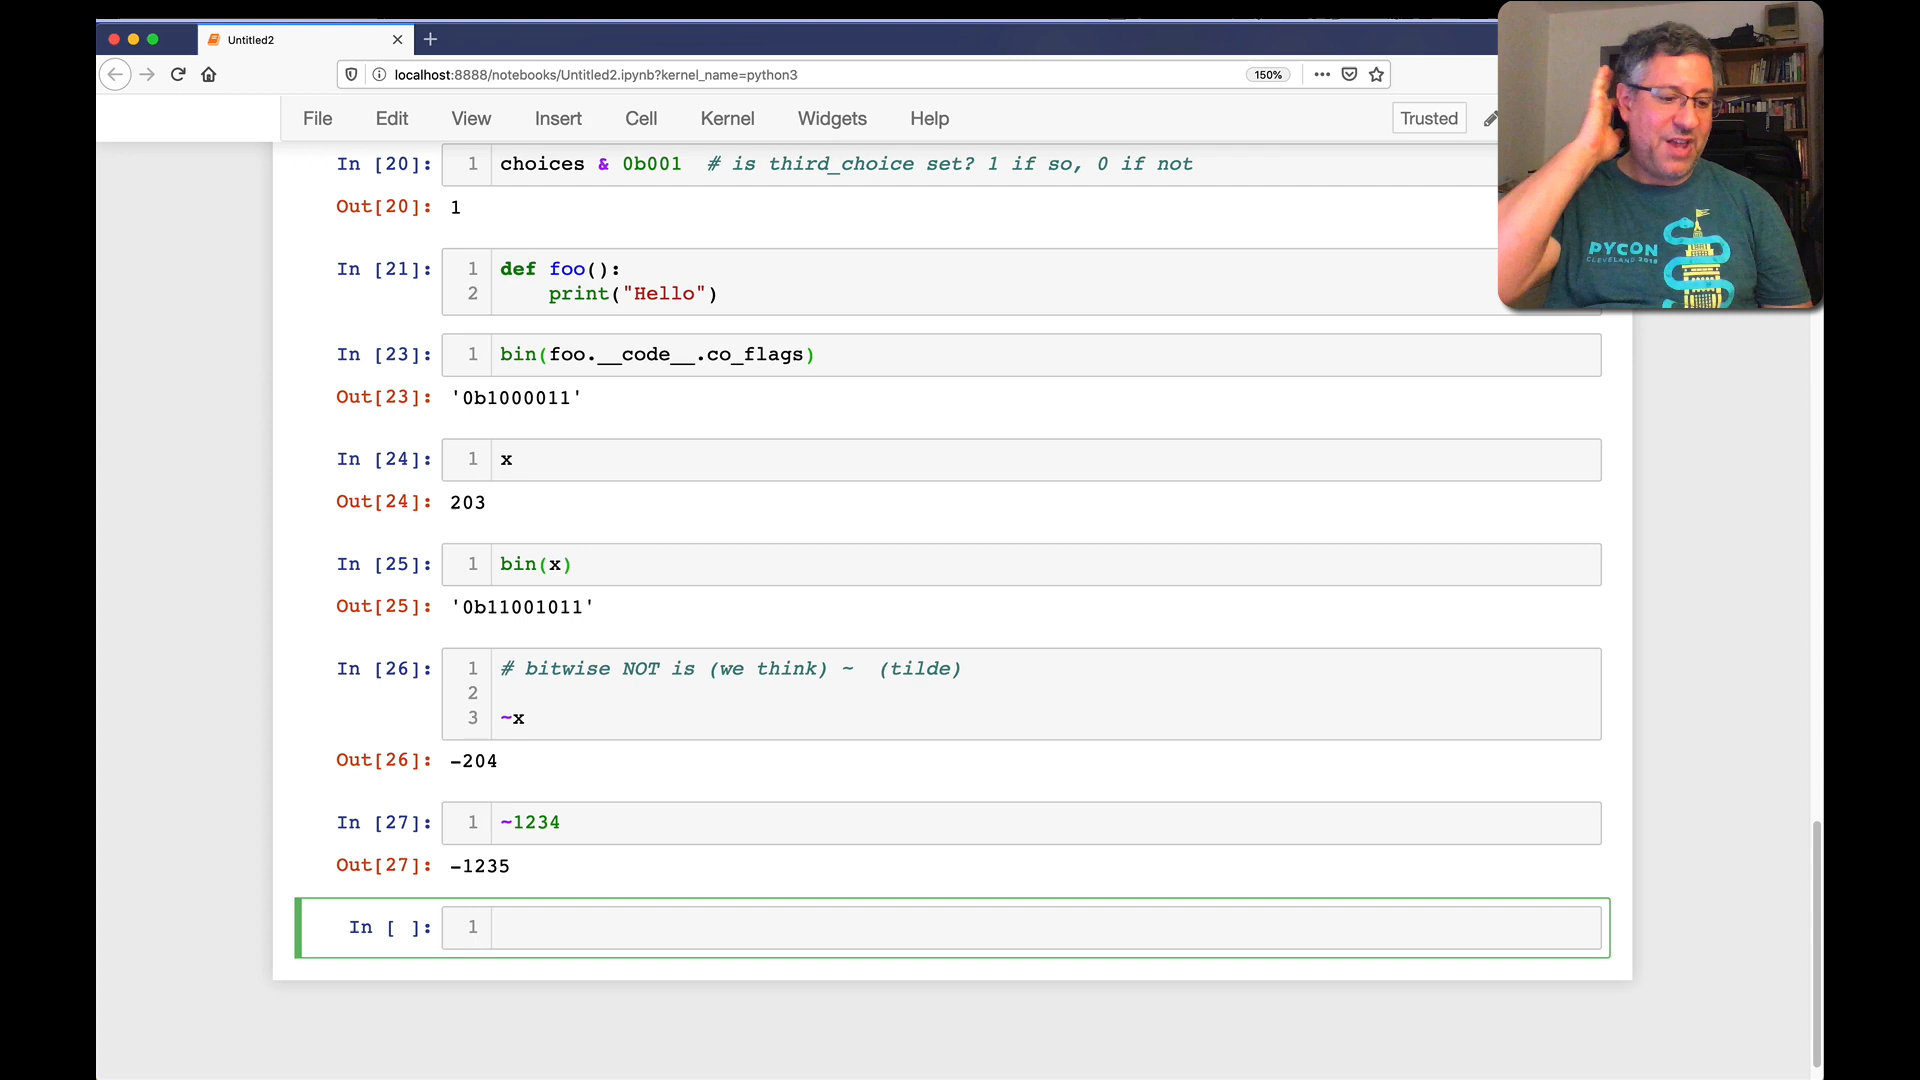 Untitled2
localhost:8888/notebooks/Untitled2.ipynb?kernel_name=python3
150%
File Edit View Insert Cell Kernel Widgets Help
Trusted
In [20]: 1 choices & 0b001 # is third_choice set? 1 if so, 0 if not
Out[20]: 1
In [21]: 1 def foo():
2 print("Hello")
In [23]: 1 bin(foo.__code__.co_flags)
Out[23]: '0b1000011'
In [24]: 1 x
Out[24]: 203
In [25]: 1 bin(x)
Out[25]: '0b11001011'
In [26]: 1 # bitwise NOT is (we think) ~ (tilde)
2
3 ~x
Out[26]: -204
In [27]: 1 ~1234
Out[27]: -1235
In [ ]: 1
PYCON
CLEVELAND 2018